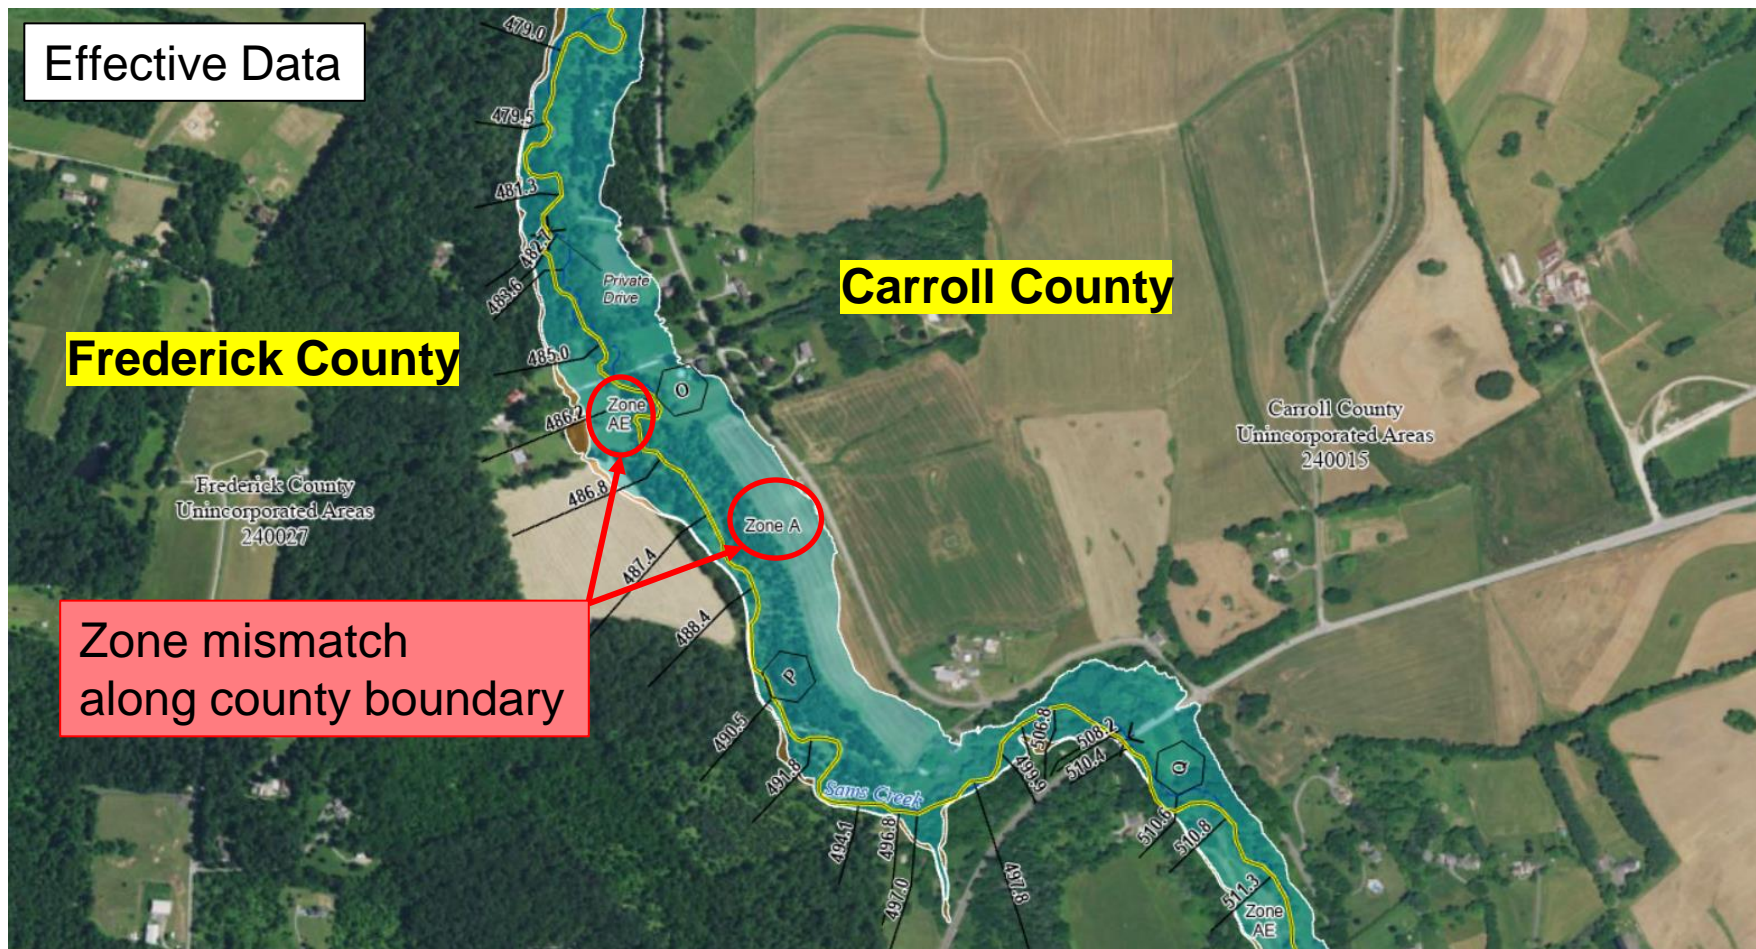 Effective Data
479.0
479.5
481.3
482.7
483.6
Private
Drive
Carroll County
Frederick County
485.0
O
Zone
AE
486.2
Carroll County
Unincorporated Areas
240015
Frederick County
Unincorporated Areas
240027
486.8
Zone A
487.4
488.4
Zone mismatch
along county boundary
P
490.5
491.8
Sams Creek
494.1
496.8
497.0
497.8
499.9
506.8
508.2
510.4
Q
510.6
510.8
511.3
Zone
AE